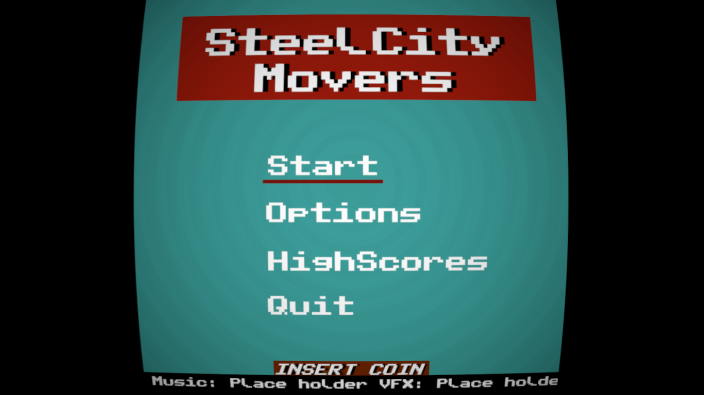 SteelCity
Movers
Start
Options
HighScores
Quit
INSERT COIN
Music: Place holder VFX: Place holde